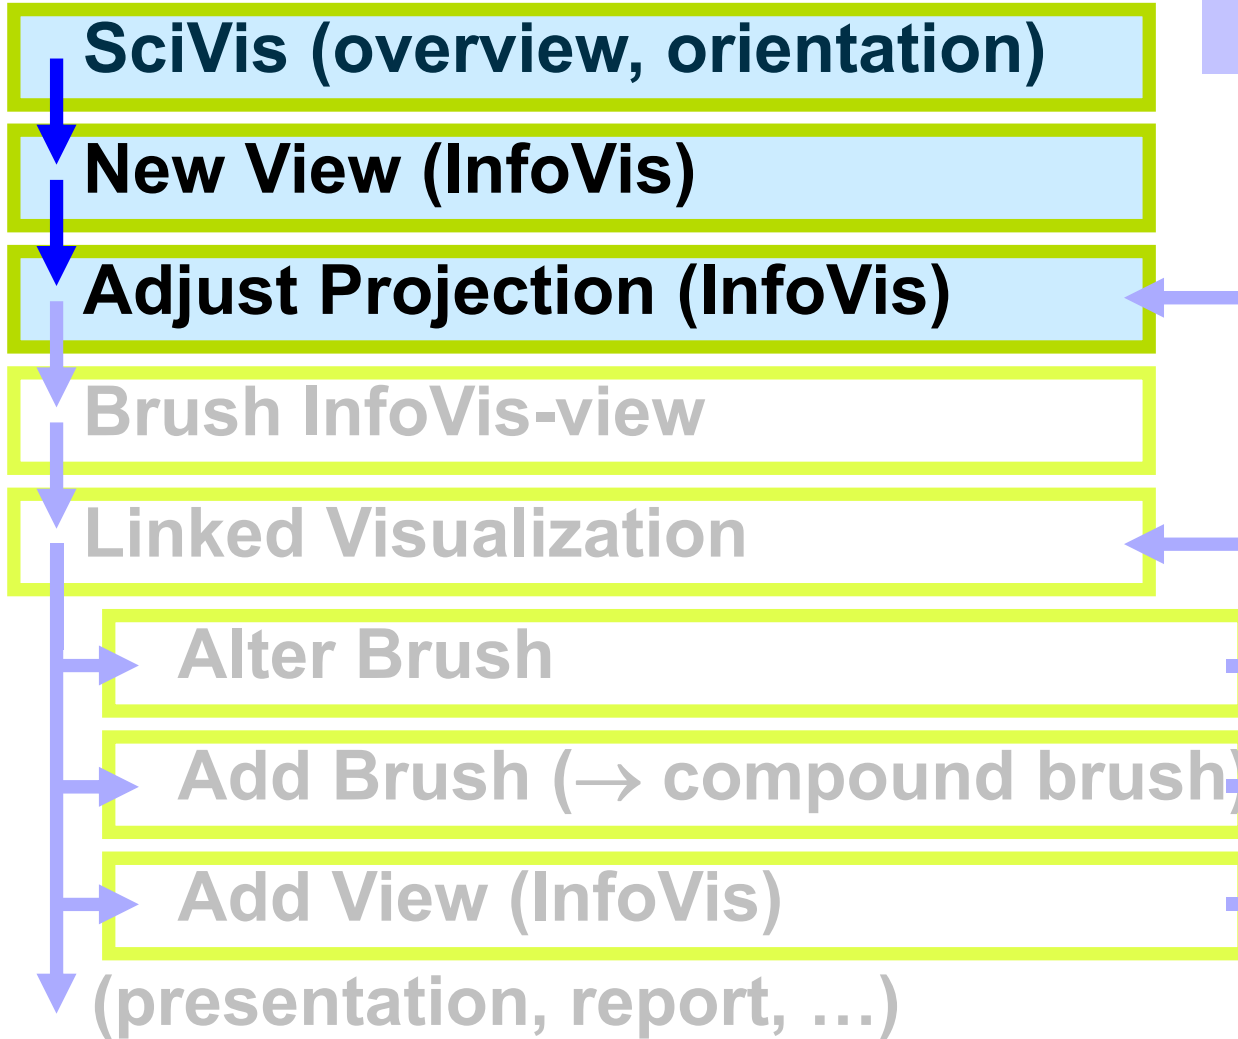 SciVis (overview, orientation)
New View (InfoVis)
Adjust Projection (InfoVis)
Brush InfoVis-view
Linked Visualization
Alter Brush
Add Brush (→ compound brush)
Add View (InfoVis)
(presentation, report, …)